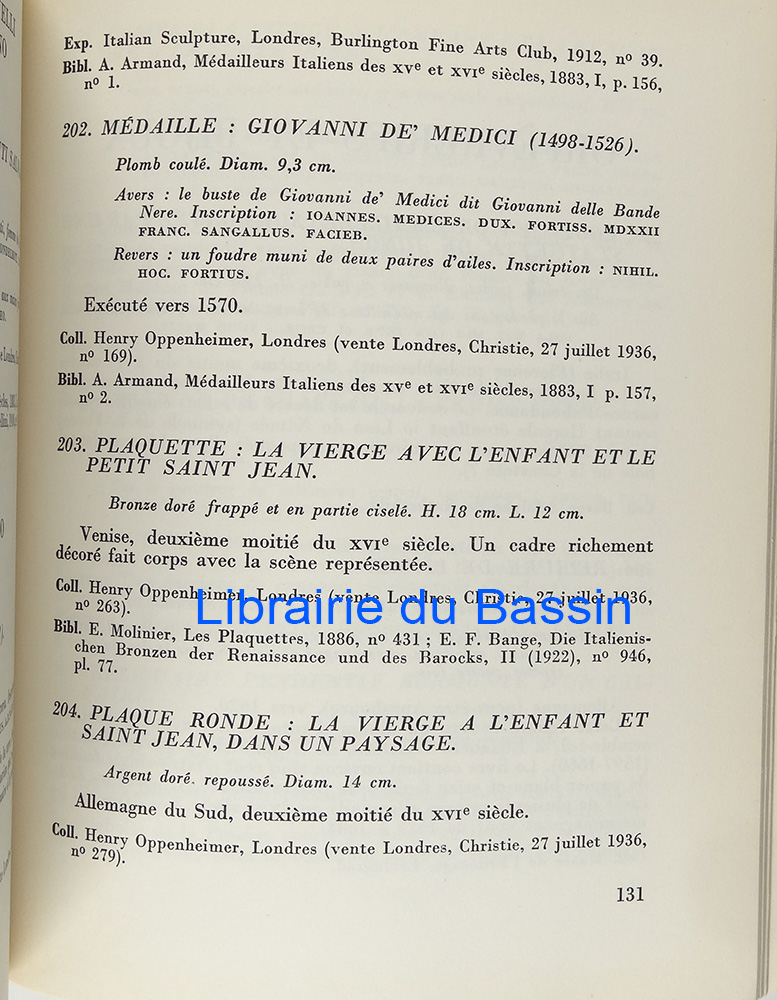 Exp. Italian Sculpture, Londres, Burlington Fine Arts Club, 1912, nº 39.
Bibl. A. Armand, Médailleurs Italiens des XVe et XVIe siècles, 1883, I, p. 156,
nº 1.
202. MÉDAILLE : GIOVANNI DE' MEDICI (1498-1526).
Plomb coulé. Diam. 9,3 cm.
Avers : le buste de Giovanni de' Medici dit Giovanni delle Bande
Nere. Inscription : IOANNES. MEDICES. DUX. FORTISS. MDXXII
FRANC. SANGALLUS. FACIEB.
Revers : un foudre muni de deux paires d'ailes. Inscription : NIHIL.
HOC. FORTIUS.
Exécuté vers 1570.
Coll. Henry Oppenheimer, Londres (vente Londres, Christie, 27 juillet 1936,
nº 169).
Bibl. A. Armand, Médailleurs Italiens des XVe et XVIe siècles, 1883, I p. 157,
nº 2.
203. PLAQUETTE : LA VIERGE AVEC L'ENFANT ET LE
PETIT SAINT JEAN.
Bronze doré frappé et en partie ciselé. H. 18 cm. L. 12 cm.
Venise, deuxième moitié du XVIe siècle. Un cadre richement
décoré fait corps avec la scène représentée.
Coll. Henry Oppenheimer, Londres (vente Londres, Christie, 27 juillet 1936,
nº 263).
Librairie du Bassin
Bibl. E. Molinier, Les Plaquettes, 1886, nº 431 ; E. F. Bange, Die Italienis-
chen Bronzen der Renaissance und des Barocks, II (1922), nº 946,
pl. 77.
204. PLAQUE RONDE : LA VIERGE A L'ENFANT ET
SAINT JEAN, DANS UN PAYSAGE.
Argent doré. repoussé. Diam. 14 cm.
Allemagne du Sud, deuxième moitié du XVIe siècle.
Coll. Henry Oppenheimer, Londres (vente Londres, Christie, 27 juillet 1936,
nº 279).
131